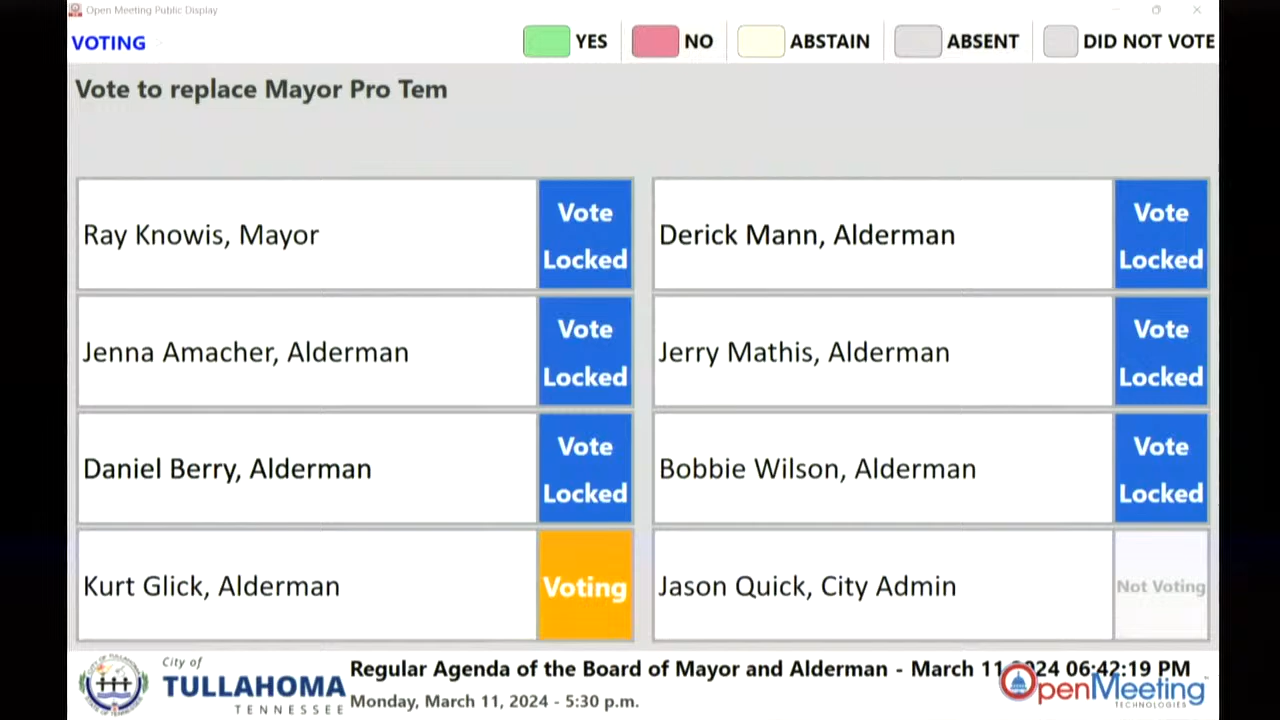 Open Meeting Public Display
VOTING
YES
NO
ABSTAIN
ABSENT
DID NOT VOTE
Vote to replace Mayor Pro Tem
Ray Knowis, Mayor
Vote
Locked
Derick Mann, Alderman
Vote
Locked
Jenna Amacher, Alderman
Vote
Locked
Jerry Mathis, Alderman
Vote
Locked
Daniel Berry, Alderman
Vote
Locked
Bobbie Wilson, Alderman
Vote
Locked
Kurt Glick, Alderman
Voting
Jason Quick, City Admin
Not Voting
City of
TULLAHOMA
TENNESSEE
Regular Agenda of the Board of Mayor and Alderman - March 11 2024 06:42:19 PM
Monday, March 11, 2024 - 5:30 p.m.
OpenMeeting
TECHNOLOGIES